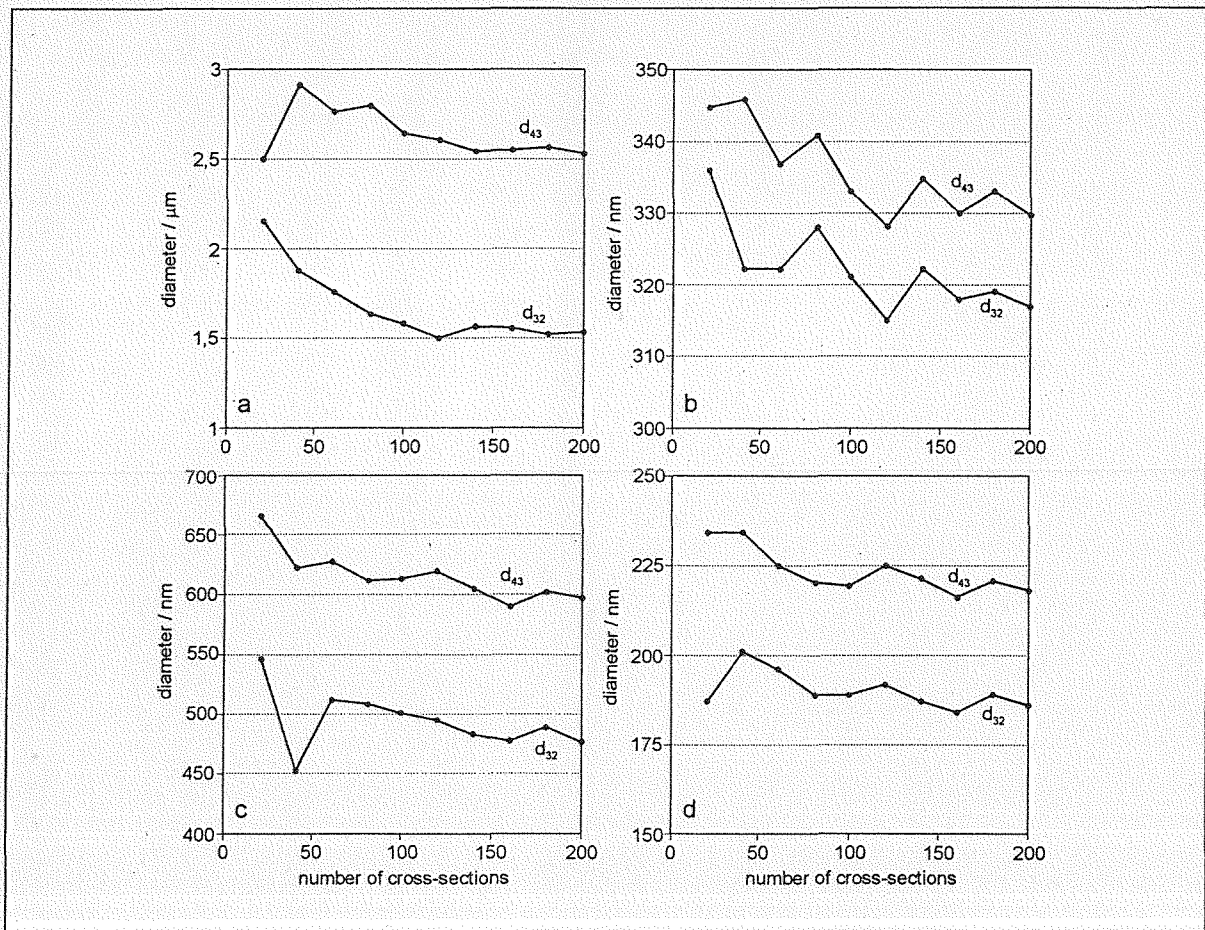 3
2,5
2
1,5
1
diameter / μm
d43
d32
a
0 50 100 150 200
350
340
330
320
310
300
diameter / nm
d43
d32
b
0 50 100 150 200
700
650
600
550
500
450
400
diameter / nm
d43
d32
c
0 50 100 150 200
number of cross-sections
250
225
200
175
150
diameter / nm
d43
d32
d
0 50 100 150 200
number of cross-sections